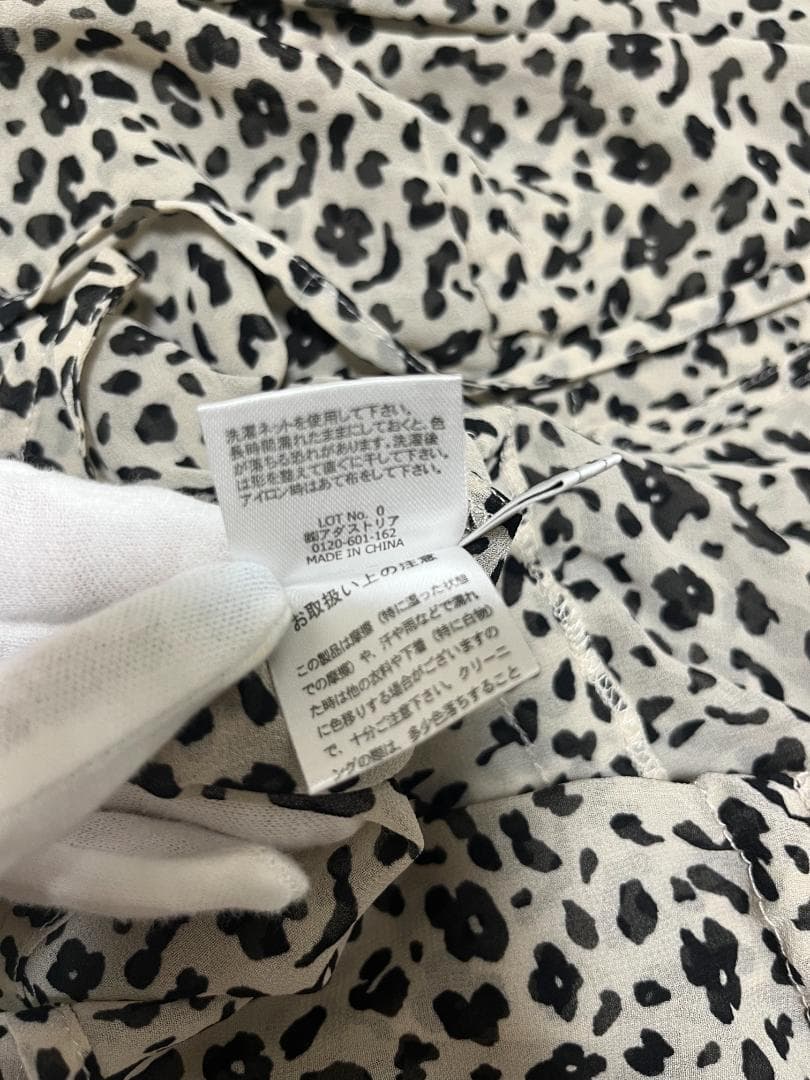 洗濯ネットを使用して下さい。
長時間濡れたままにしておくと、色
が落ちる恐れがあります。洗濯後
は形を整えて直ぐに干して下さい。
アイロン時はあて布をして下さい。
LOT No. 0
㈱アダストリア
0120-601-162
MADE IN CHINA
お取扱い上の注意
この製品は摩擦(特に湿った状態
での摩擦)や、汗や雨などで濡れ
た時は他の衣料や下着(特に白物)
に色移りする場合がございますの
で、十分ご注意下さい。クリーニ
ングの際は、多少色落ちすること